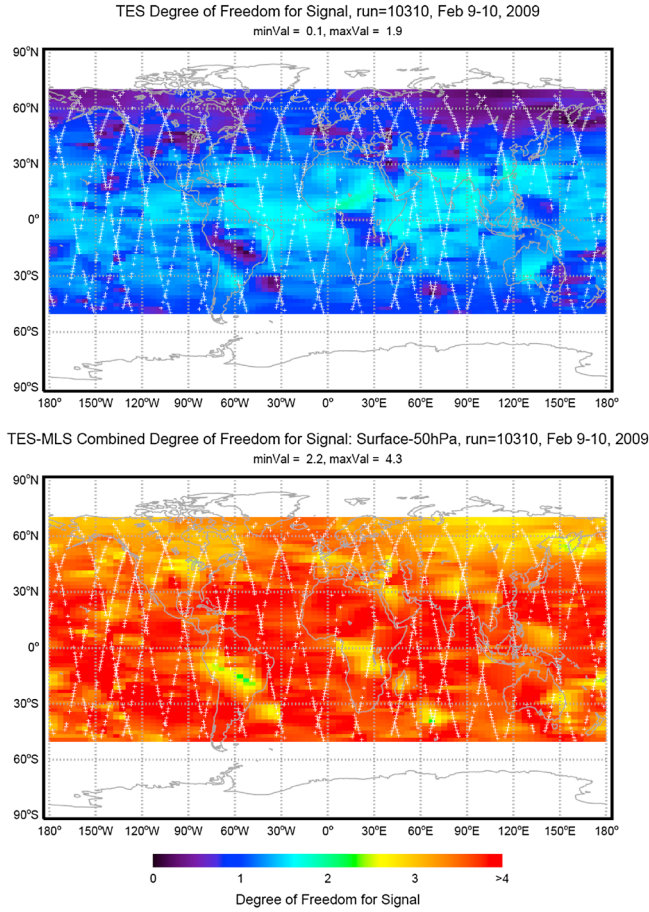 TES Degree of Freedom for Signal, run=10310, Feb 9-10, 2009
minVal = 0.1, maxVal = 1.9
90°N
60°N
30°N
0°
30°S
60°S
90°S
180° 150°W 120°W 90°W 60°W 30°W 0° 30°E 60°E 90°E 120°E 150°E 180°
TES-MLS Combined Degree of Freedom for Signal: Surface-50hPa, run=10310, Feb 9-10, 2009
minVal = 2.2, maxVal = 4.3
90°N
60°N
30°N
0°
30°S
60°S
90°S
180° 150°W 120°W 90°W 60°W 30°W 0° 30°E 60°E 90°E 120°E 150°E 180°
0 1 2 3 >4
Degree of Freedom for Signal